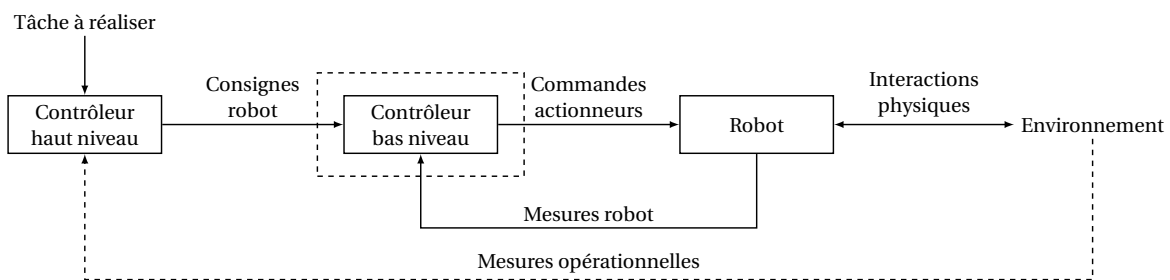 Tâche à réaliser
Contrôleur
haut niveau
Consignes
robot
Contrôleur
bas niveau
Commandes
actionneurs
Robot
Interactions
physiques
Environnement
Mesures robot
Mesures opérationnelles